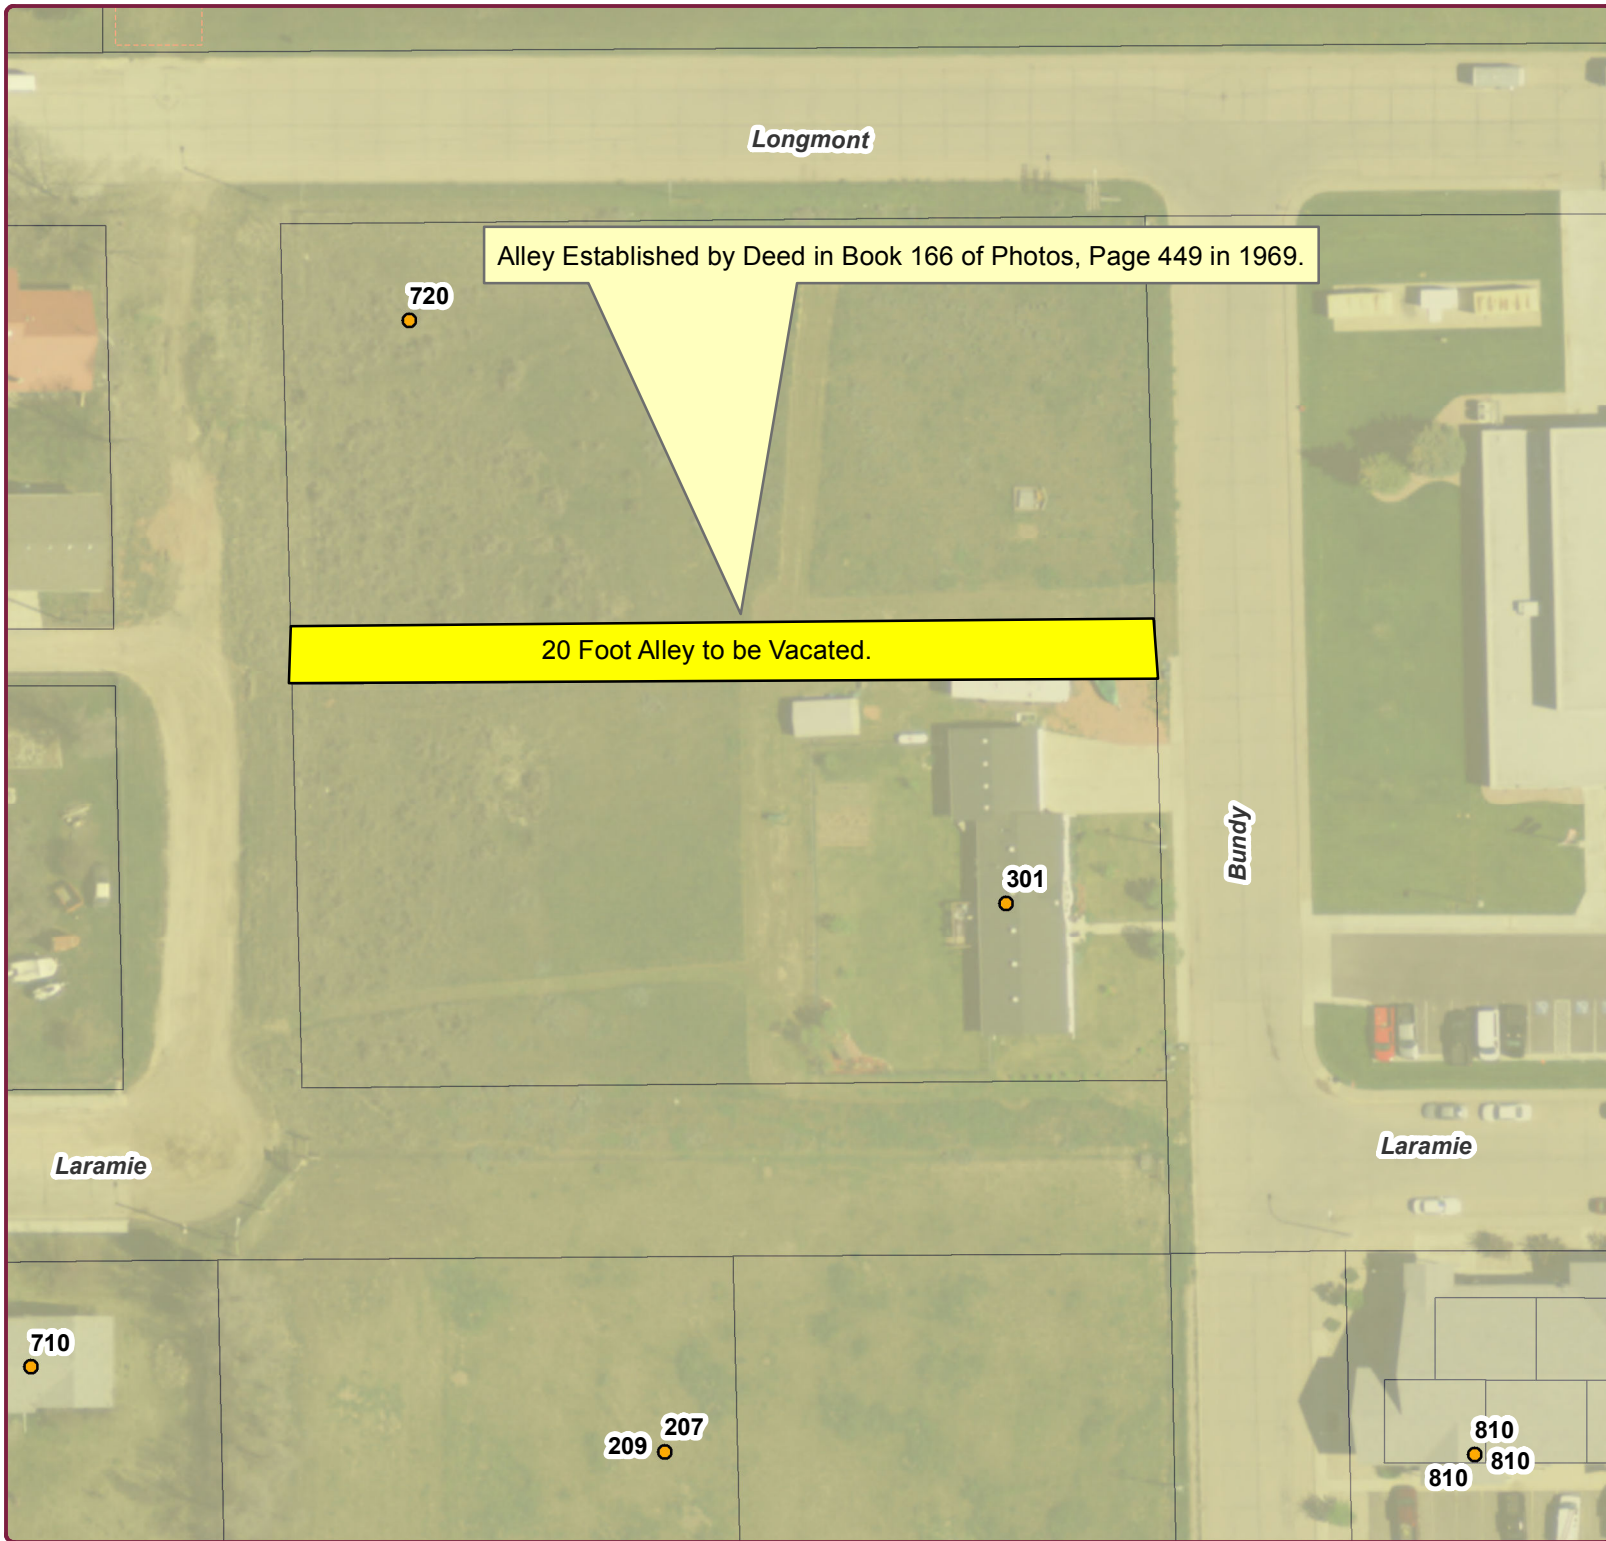 Longmont
Alley Established by Deed in Book 166 of Photos, Page 449 in 1969.
720
20 Foot Alley to be Vacated.
Bundy
301
Laramie
Laramie
710
207
209
810
810
810